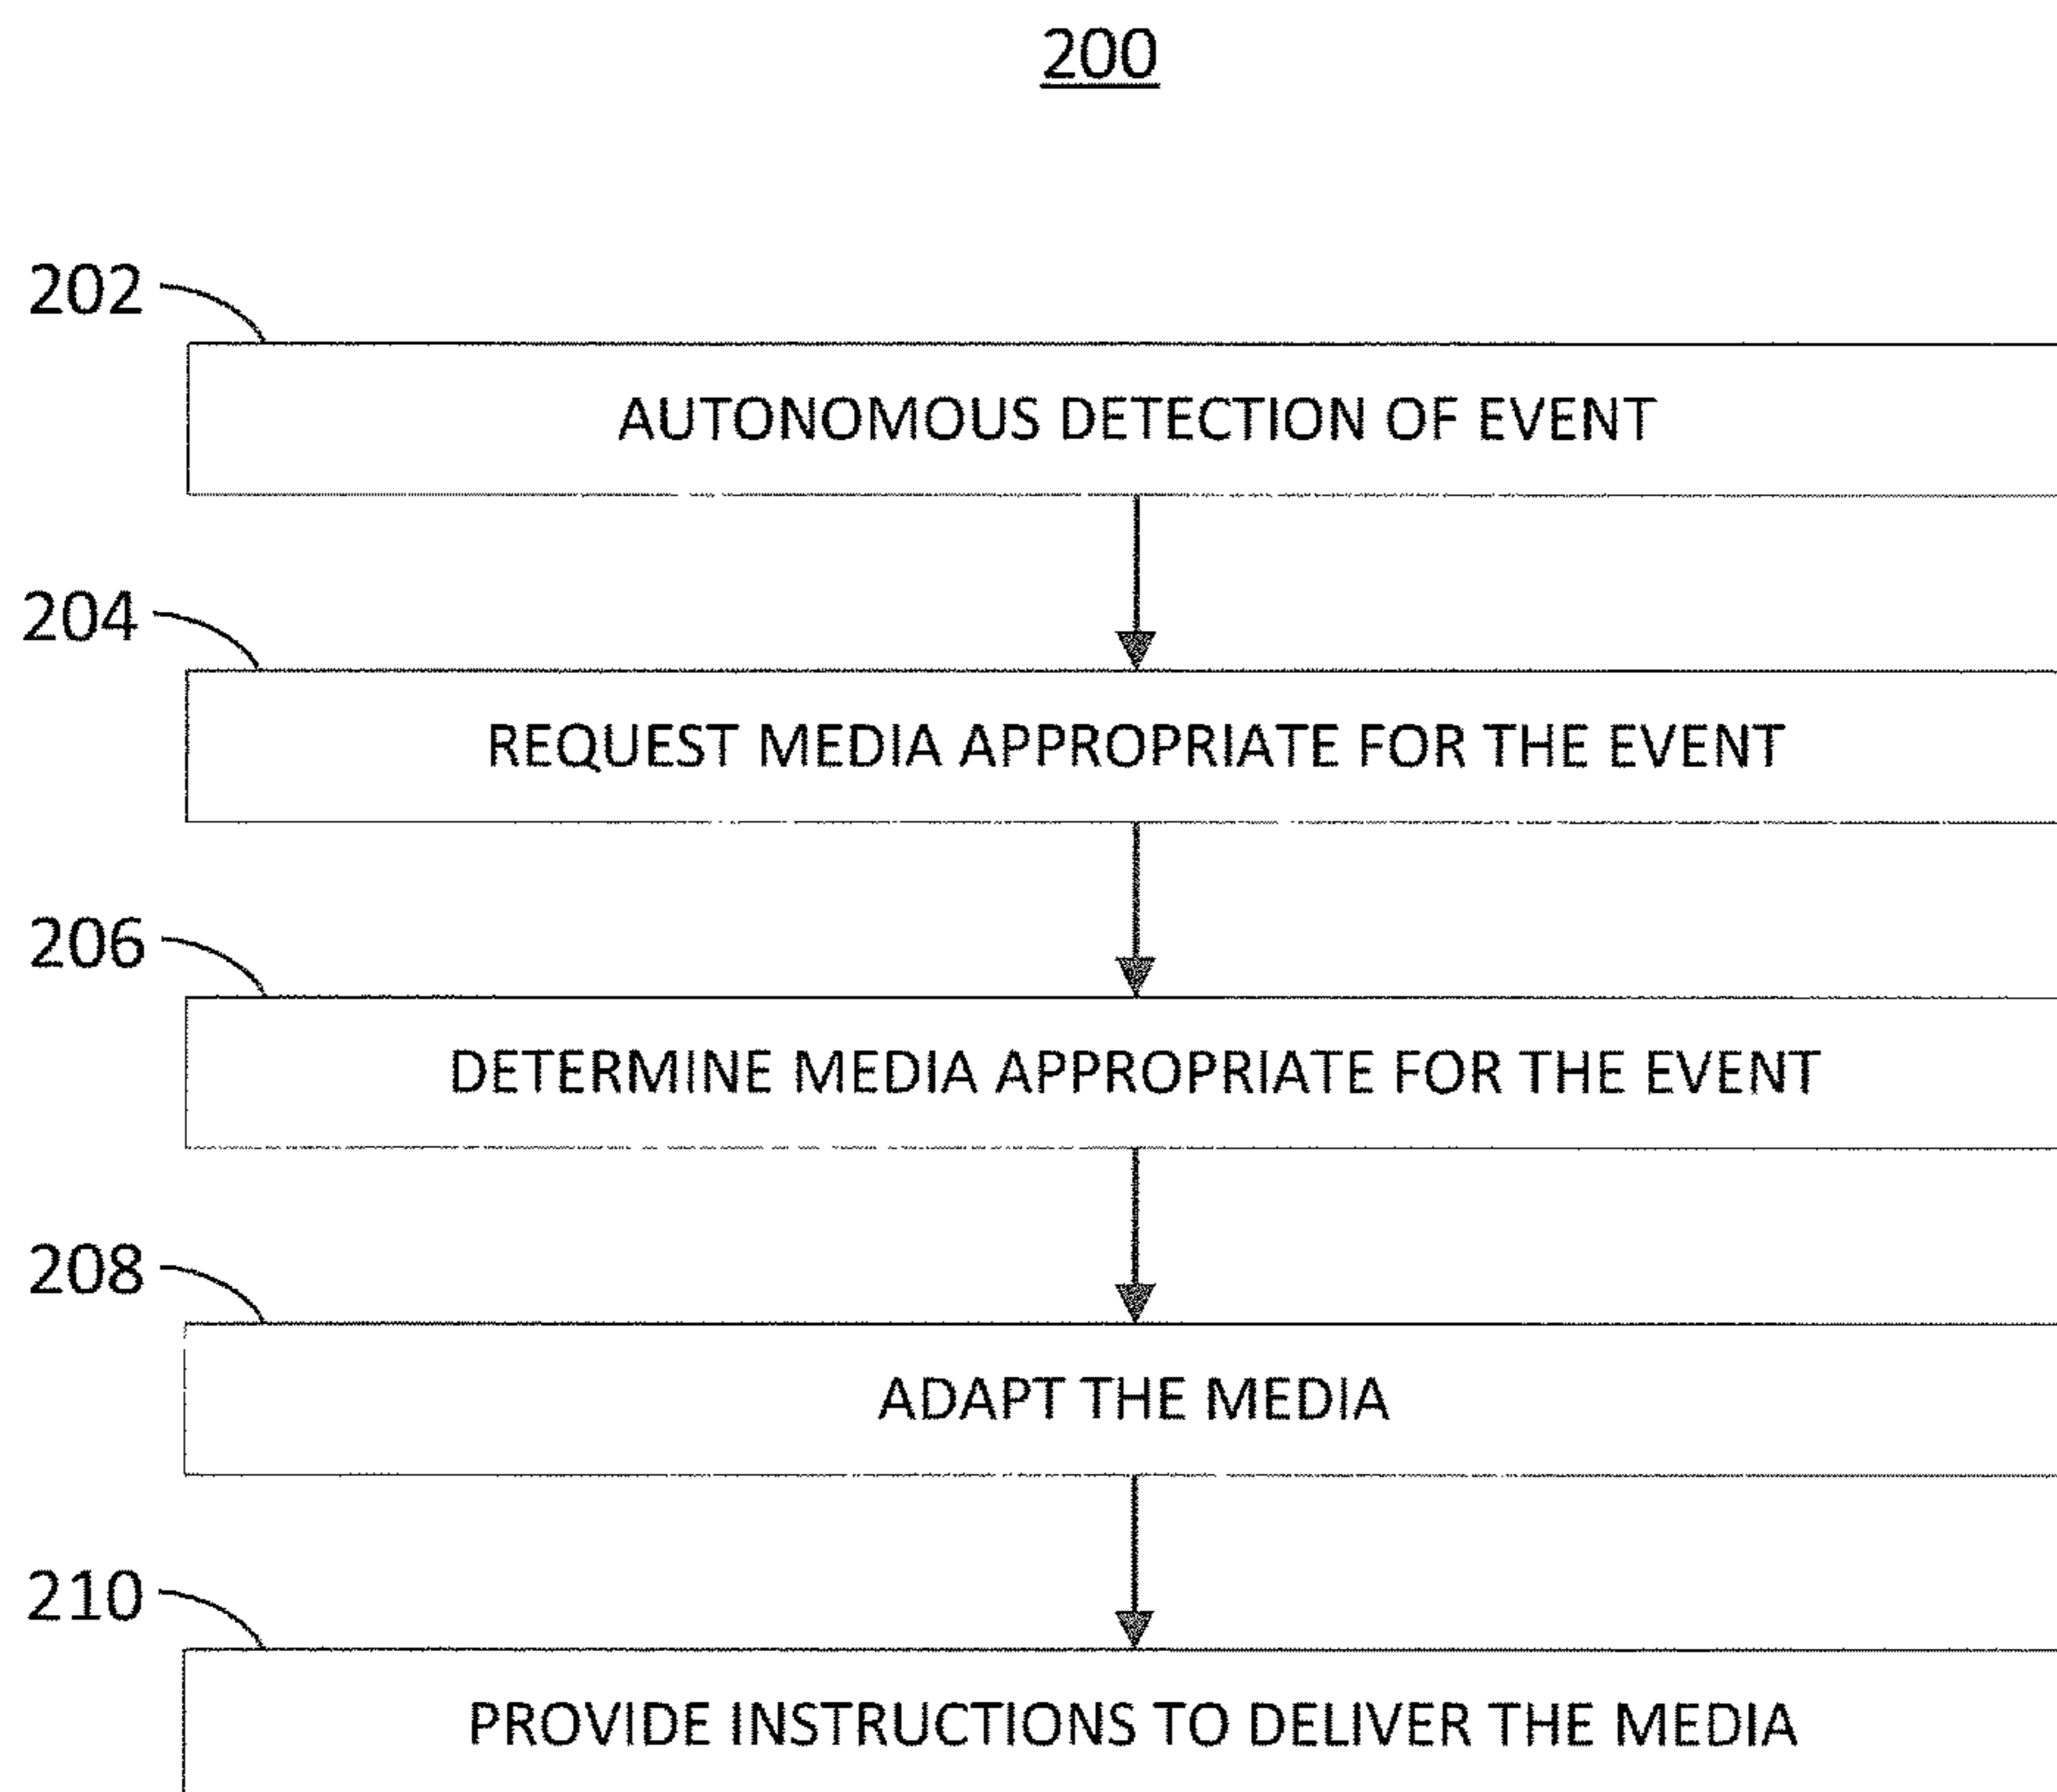 200
202
AUTONOMOUS DETECTION OF EVENT
204
REQUEST MEDIA APPROPRIATE FOR THE EVENT
206
DETERMINE MEDIA APPROPRIATE FOR THE EVENT
208
ADAPT THE MEDIA
210
PROVIDE INSTRUCTIONS TO DELIVER THE MEDIA